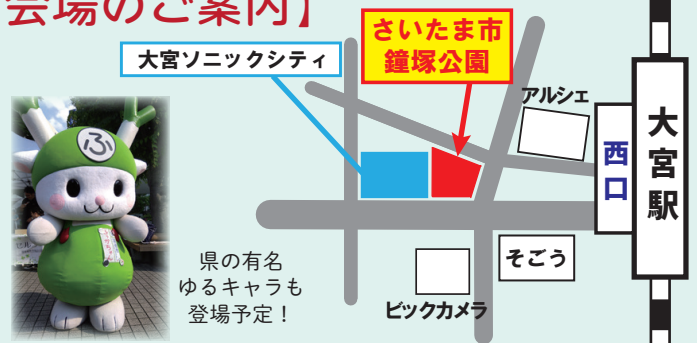 会場のご案内】
さいたま市
鐘塚公園
大宮ソニックシティ
アルシェ
大宮駅
西口
ふ
県の有名
ゆるキャラも
登場予定！
そごう
ビックカメラ